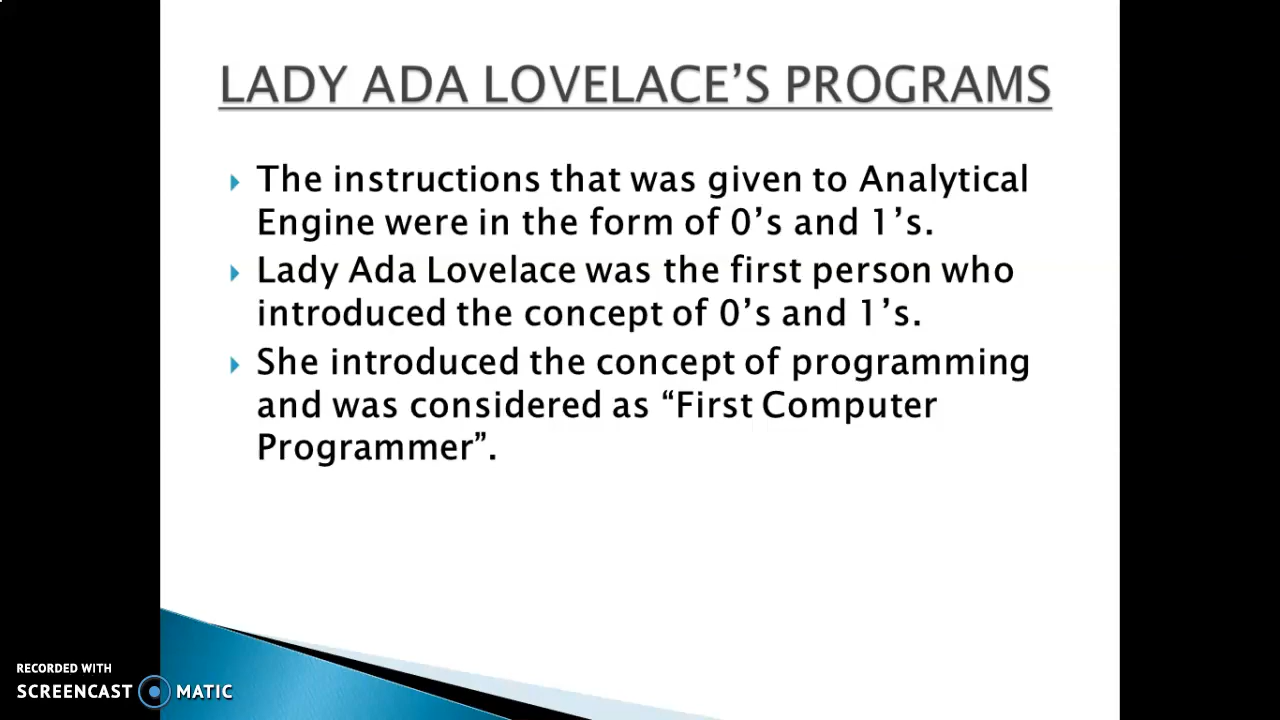 LADY ADA LOVELACE’S PROGRAMS
The instructions that was given to Analytical
Engine were in the form of 0’s and 1’s.
Lady Ada Lovelace was the first person who
introduced the concept of 0’s and 1’s.
She introduced the concept of programming
and was considered as “First Computer
Programmer”.
RECORDED WITH
SCREENCAST MATIC